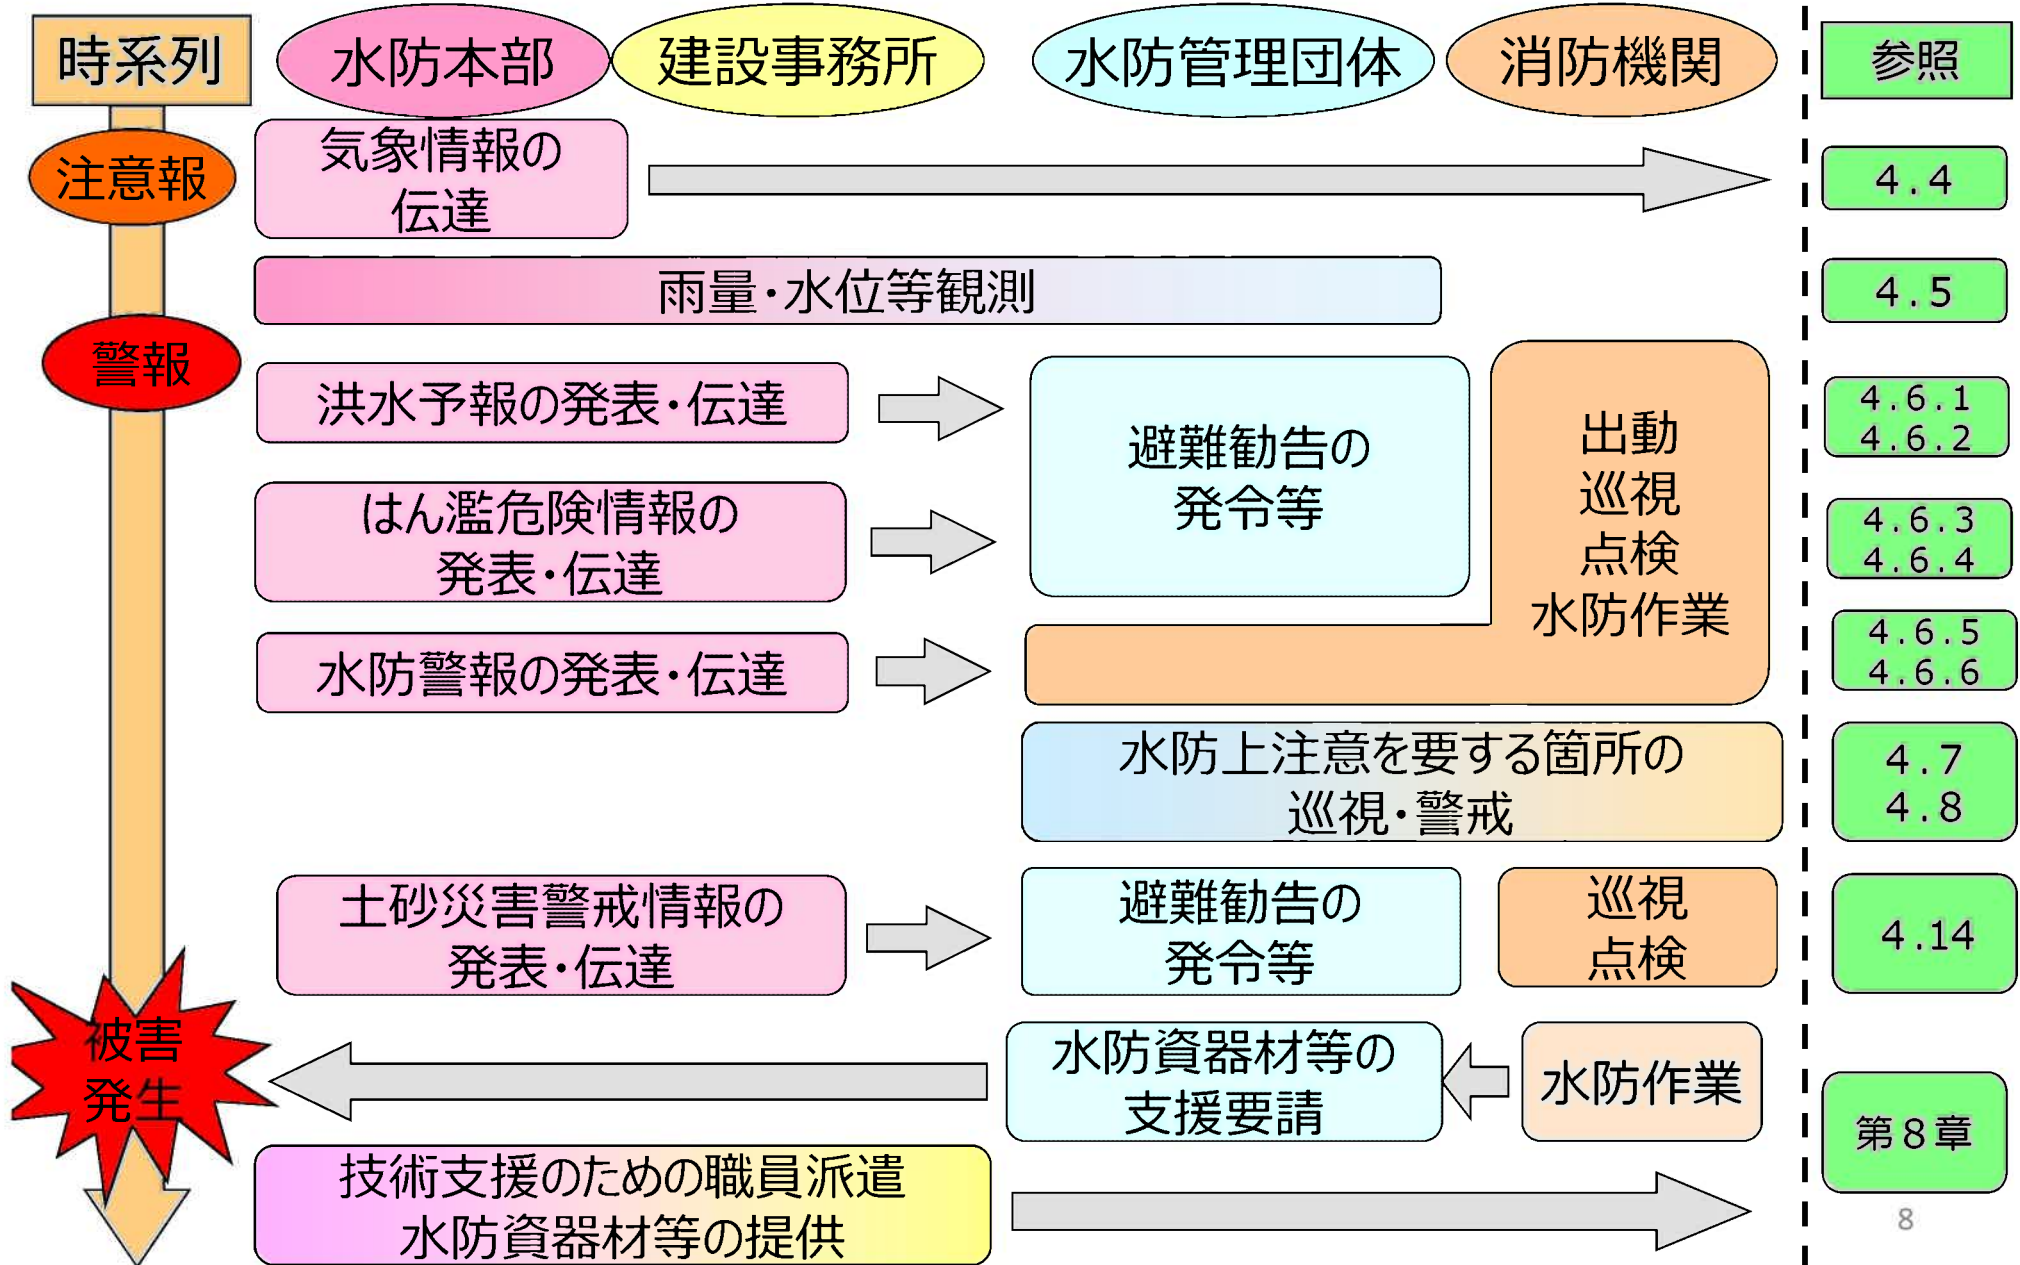 時系列
水防本部
建設事務所
水防管理団体
消防機関
参照
注意報
気象情報の
伝達
4.4
雨量・水位等観測
4.5
警報
洪水予報の発表・伝達
避難勧告の
発令等
出動
巡視
点検
水防作業
4.6.1
4.6.2
はん濫危険情報の
発表・伝達
4.6.3
4.6.4
水防警報の発表・伝達
4.6.5
4.6.6
水防上注意を要する箇所の
巡視・警戒
4.7
4.8
土砂災害警戒情報の
発表・伝達
避難勧告の
発令等
巡視
点検
4.14
被害
発生
水防資器材等の
支援要請
水防作業
第8章
技術支援のための職員派遣
水防資器材等の提供
8